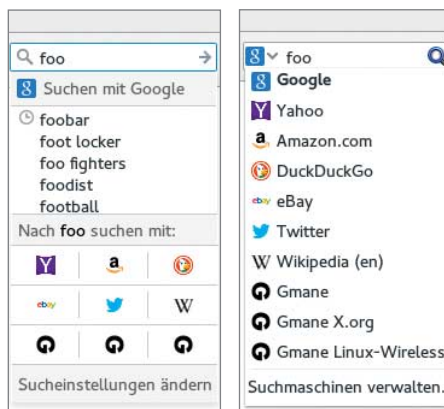 foo
Suchen mit Google
foobar
foot locker
foo fighters
foodist
football
Nach foo suchen mit:
Sucheinstellungen ändern
foo
Google
Yahoo
Amazon.com
DuckDuckGo
eBay
Twitter
Wikipedia (en)
Gmane
Gmane X.org
Gmane Linux-Wireless
Suchmaschinen verwalten.